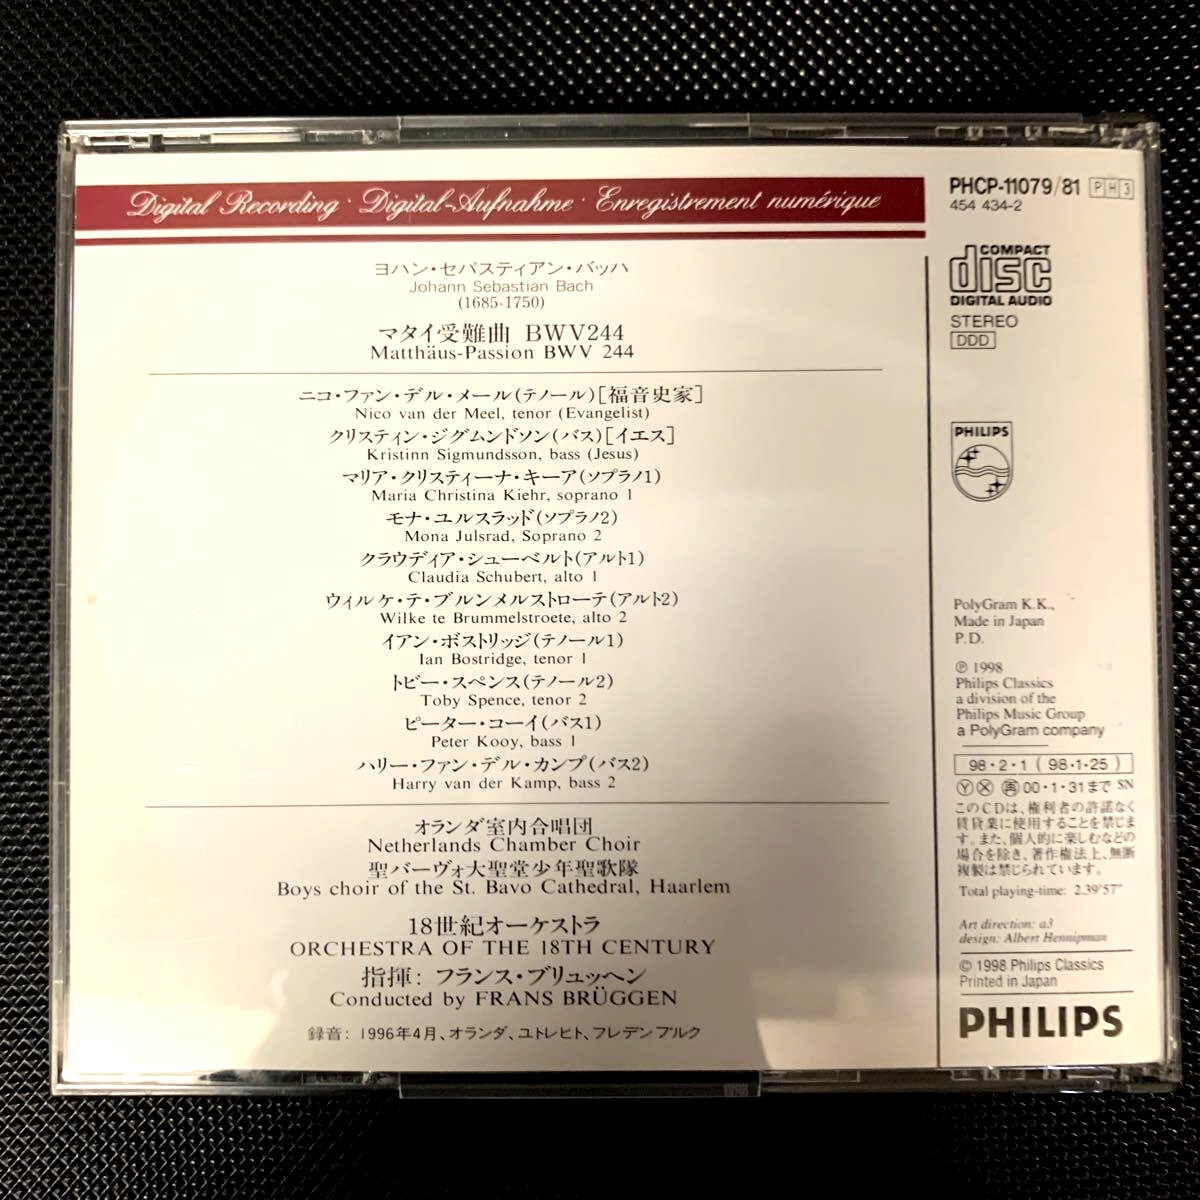 Digital Recording · Digital-Aufnahme · Enregistrement numérique
ヨハン・セバスティアン・バッハ
Johann Sebastian Bach
(1685-1750)
マタイ受難曲 BWV244
Matthäus-Passion BWV 244
ニコ・ファン・デル・メール(テノール)[福音史家]
Nico van der Meel, tenor (Evangelist)
クリスティン・ジグムンドソン(バス)[イエス]
Kristinn Sigmundsson, bass (Jesus)
マリア・クリスティーナ・キーア(ソプラノ1)
Maria Christina Kiehr, soprano 1
モナ・ユルスラッド(ソプラノ2)
Mona Julsrad, Soprano 2
クラウディア・シューベルト(アルト1)
Claudia Schubert, alto 1
ウィルケ・テ・ブルンメルストローテ(アルト2)
Wilke te Brummelstroete, alto 2
イアン・ボストリッジ(テノール1)
Ian Bostridge, tenor 1
トビー・スペンス(テノール2)
Toby Spence, tenor 2
ピーター・コーイ(バス1)
Peter Kooy, bass 1
ハリー・ファン・デル・カンプ(バス2)
Harry van der Kamp, bass 2
オランダ室内合唱団
Netherlands Chamber Choir
聖バーヴォ大聖堂少年聖歌隊
Boys choir of the St. Bavo Cathedral, Haarlem
18世紀オーケストラ
ORCHESTRA OF THE 18TH CENTURY
指揮: フランス・ブリュッヘン
Conducted by FRANS BRÜGGEN
録音: 1996年4月、オランダ、ユトレヒト、フレデンブルク
PHCP-11079/81 PH3
454 434-2
COMPACT
disc
DIGITAL AUDIO
STEREO
DDD
PHILIPS
PolyGram K.K.,
Made in Japan
P.D.
℗ 1998
Philips Classics
a division of the
Philips Music Group
a PolyGram company
98・2・1 (98・1・25)
Ⓨ Ⓧ ㊢ 00・1・31まで SN
このCDは、権利者の許諾なく
賃貸業に使用することを禁じま
す。また、個人的に楽しむなどの
場合を除き、著作権法上、無断
複製は禁じられています。
Total playing-time: 2.39'57"
Art direction: a3
design: Albert Hennipman
© 1998 Philips Classics
Printed in Japan
PHILIPS